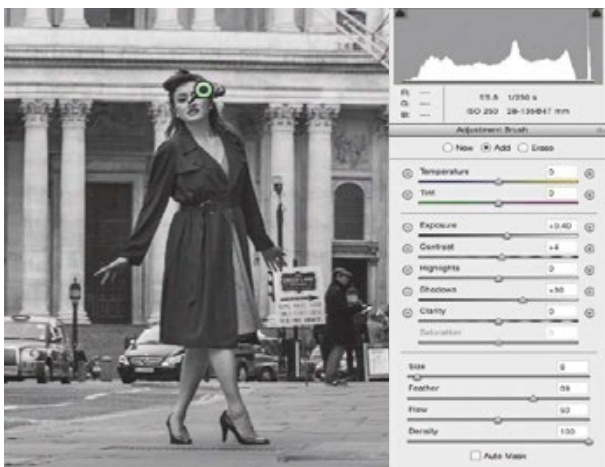 R: ---
G: ---
B: ---
f/5.6 1/250 s
ISO 250 28-135@47 mm
Adjustment Brush
New Add Erase
Temperature 0
Tint 0
Exposure +0.40
Contrast +4
Highlights 0
Shadows +30
Clarity 0
Saturation 0
Size 6
Feather 69
Flow 50
Density 100
Auto Mask